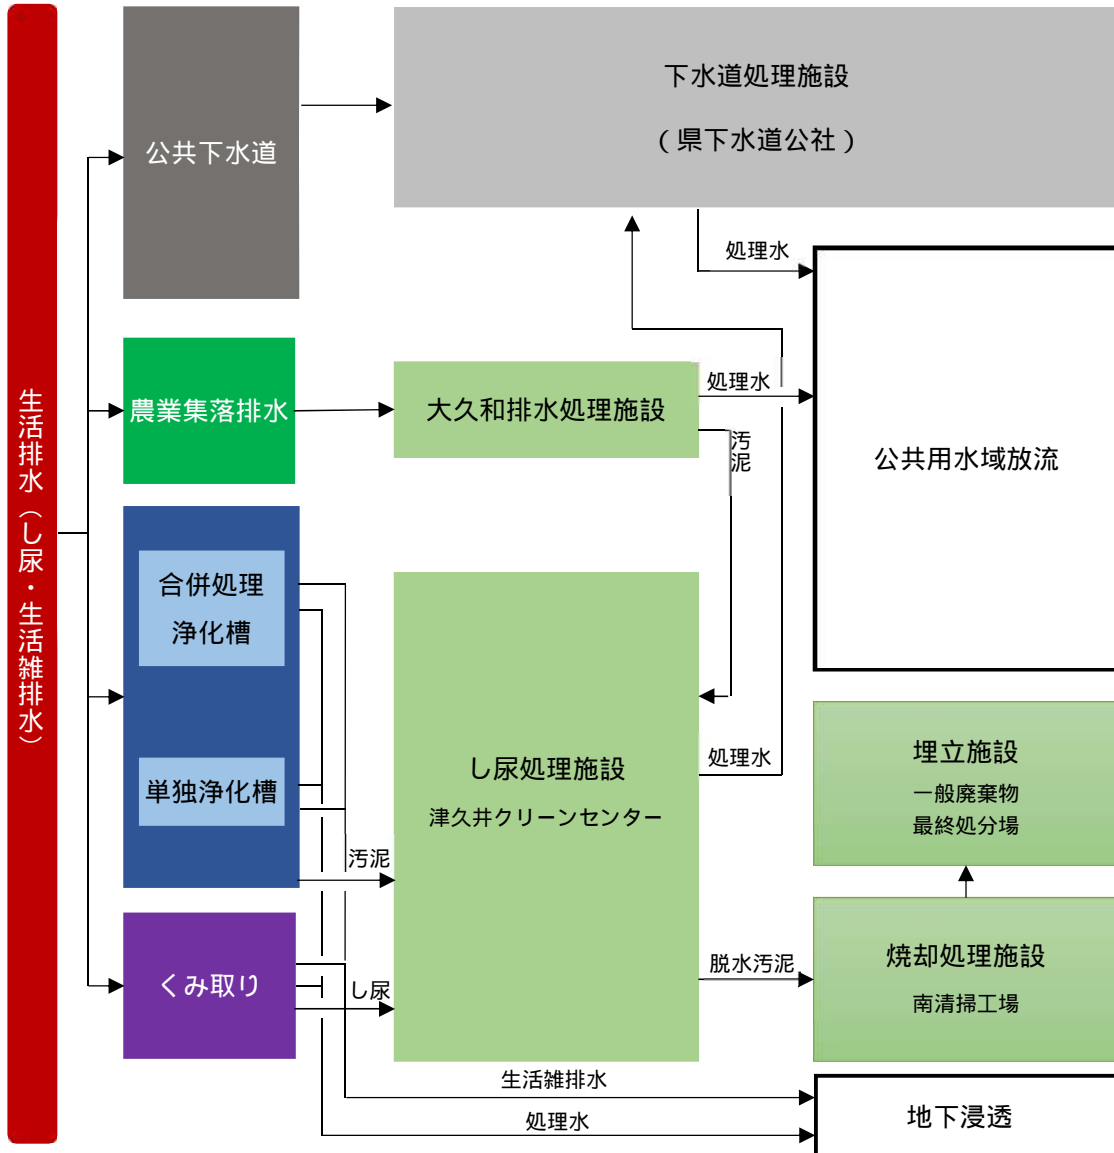 生活排水（し尿・生活雑排水）
公共下水道
下水道処理施設
（県下水道公社）
処理水
農業集落排水
大久和排水処理施設
処理水
汚泥
公共用水域放流
合併処理
浄化槽
単独浄化槽
汚泥
し尿処理施設
津久井クリーンセンター
処理水
埋立施設
一般廃棄物
最終処分場
くみ取り
し尿
脱水汚泥
焼却処理施設
南清掃工場
生活雑排水
処理水
地下浸透